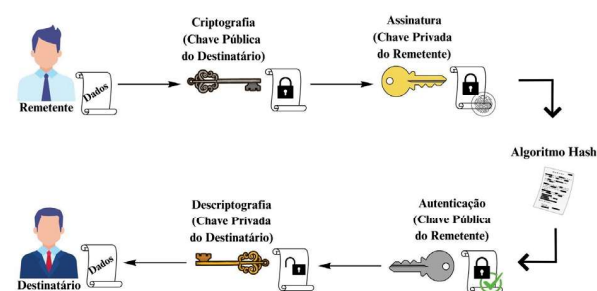 Criptografia
(Chave Pública
do Destinatário)
Assinatura
(Chave Privada
do Remetente)
Dados
Remetente
Algoritmo Hash
Descriptografia
(Chave Privada
do Destinatário)
Autenticação
(Chave Pública
do Remetente)
Dados
Destinatário